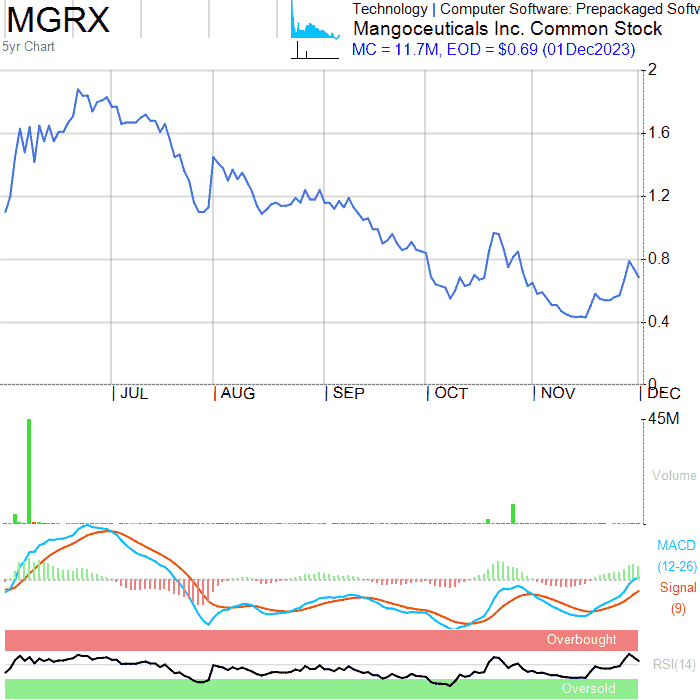 MGRX
Technology | Computer Software: Prepackaged Softw
Mangoceuticals Inc. Common Stock
5yr Chart
MC = 11.7M, EOD = $0.69 (01Dec2023)
2
1.6
1.2
0.8
0.4
0
JUL
AUG
SEP
OCT
NOV
DEC
45M
Volume
MACD
(12-26)
Signal
(9)
Overbought
RSI(14)
Oversold